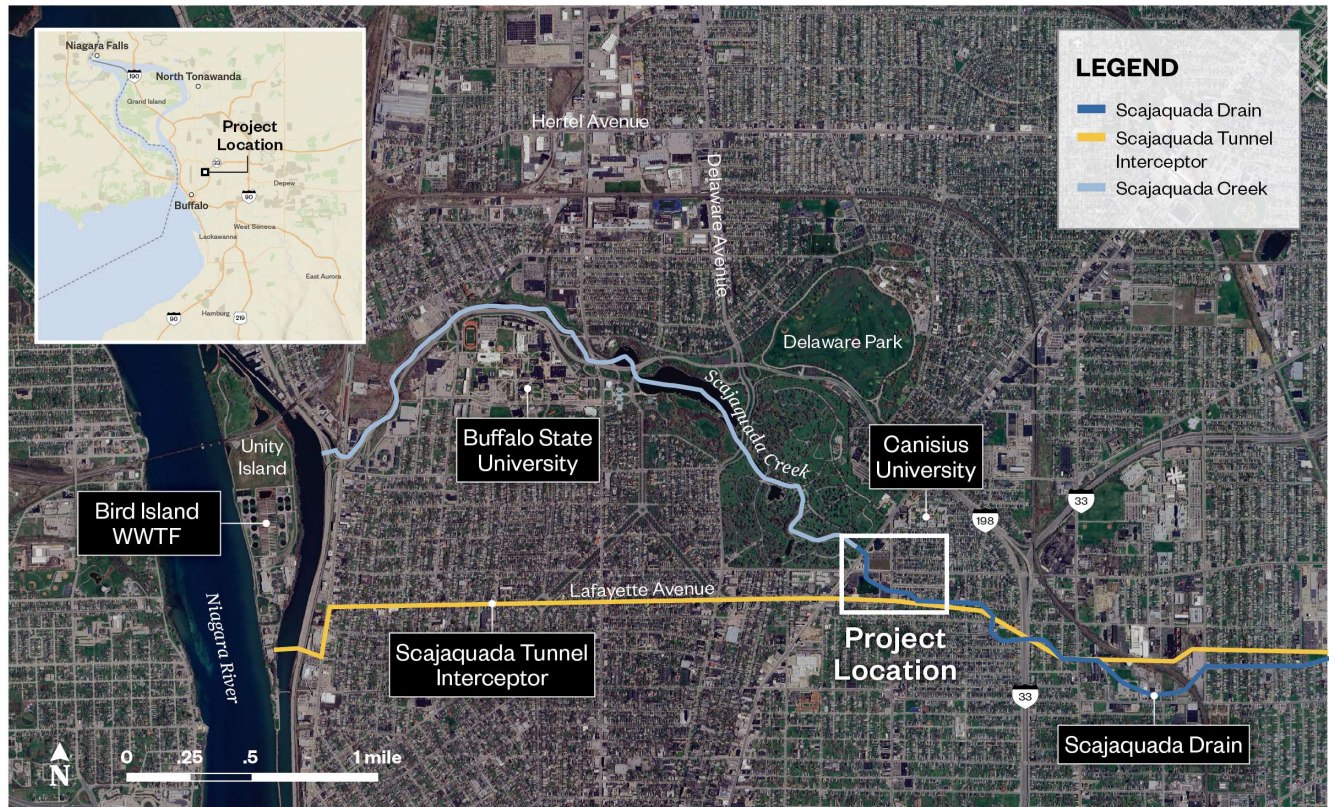 Niagara Falls
190
North Tonawanda
Grand Island
Project
Location
33
Depew
90
Buffalo
West Seneca
Lackawanna
East Aurora
Hamburg
90
219
LEGEND
Scajaquada Drain
Scajaquada Tunnel
Interceptor
Scajaquada Creek
Hertel Avenue
Delaware Avenue
Delaware Park
Scajaquada Creek
Buffalo State
University
Canisius
University
Unity
Island
33
198
Bird Island
WWTF
Lafayette Avenue
Niagara River
Scajaquada Tunnel
Interceptor
Project
Location
33
Scajaquada Drain
N
0 .25 .5 1 mile